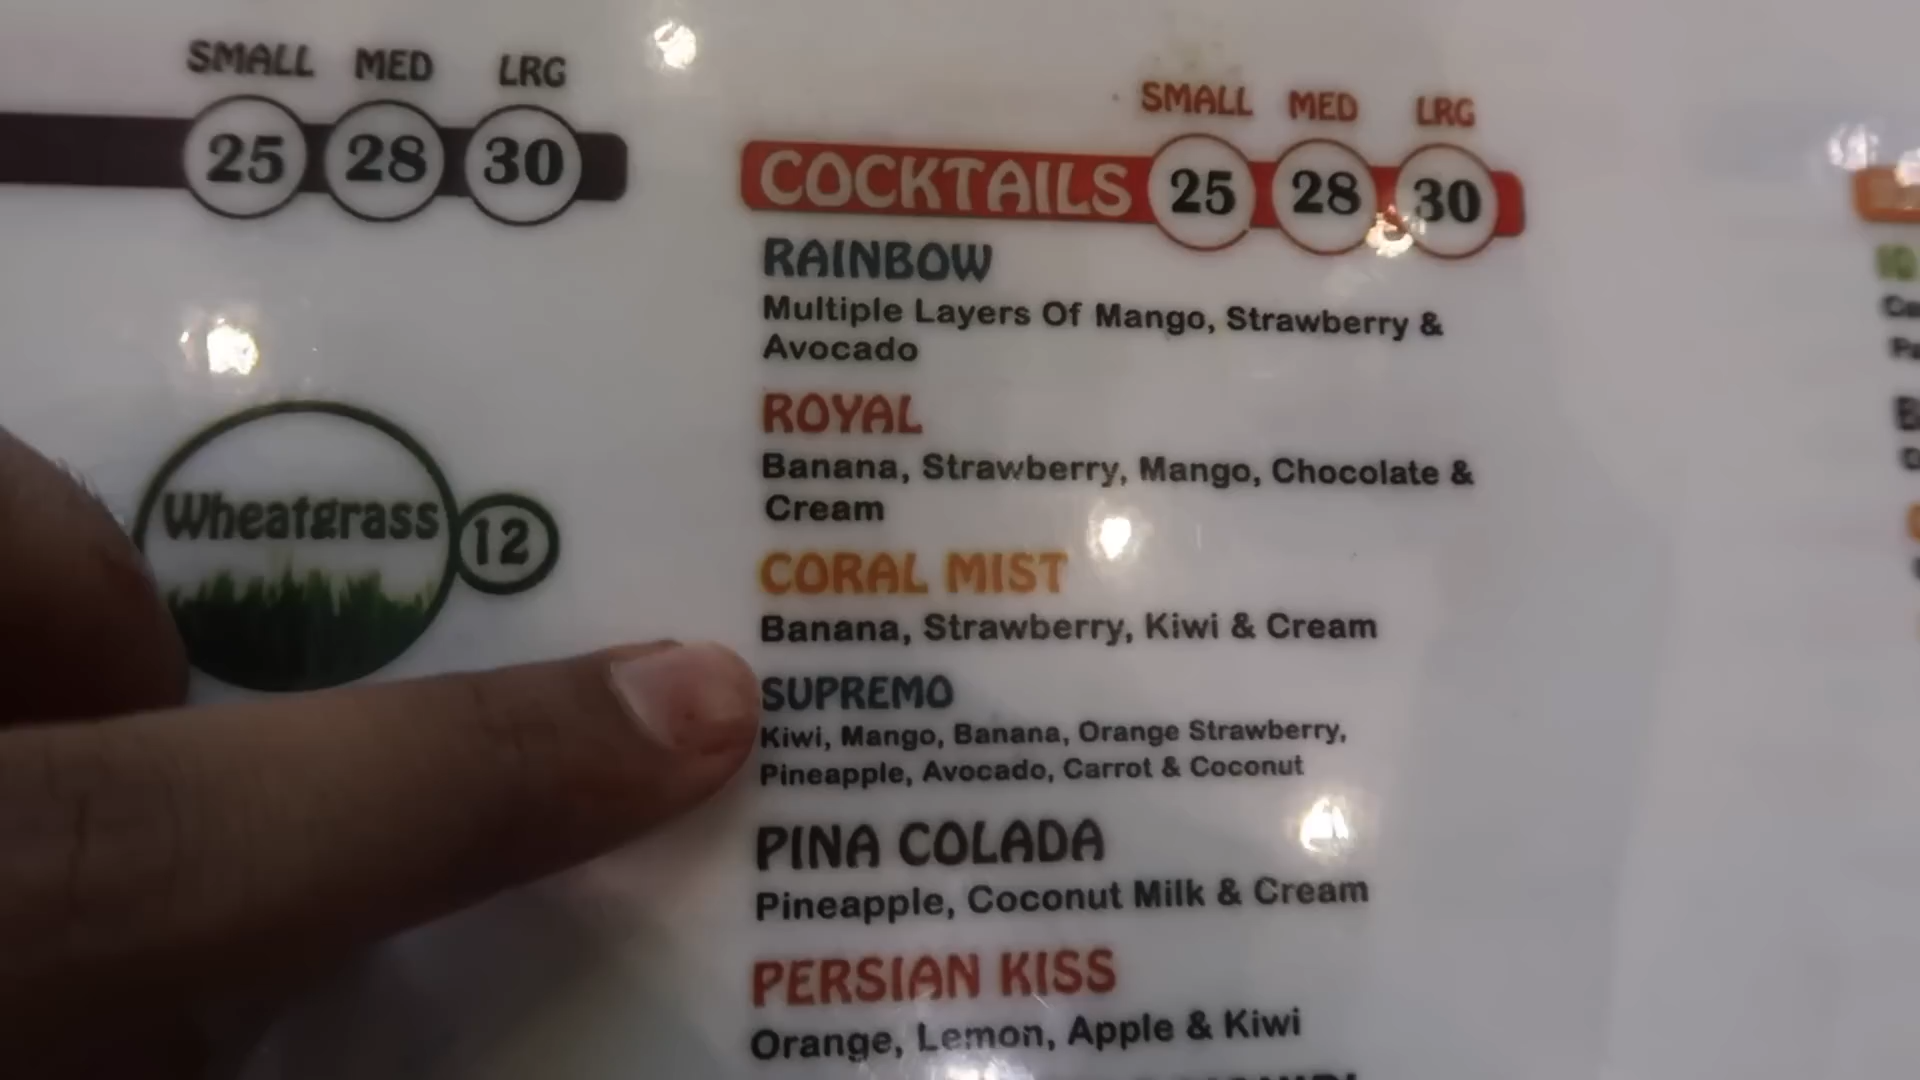 SMALL MED LRG
25 28 30
Wheatgrass 12
SMALL MED LRG
COCKTAILS 25 28 30
RAINBOW
Multiple Layers Of Mango, Strawberry &
Avocado
ROYAL
Banana, Strawberry, Mango, Chocolate &
Cream
CORAL MIST
Banana, Strawberry, Kiwi & Cream
SUPREMO
Kiwi, Mango, Banana, Orange Strawberry,
Pineapple, Avocado, Carrot & Coconut
PINA COLADA
Pineapple, Coconut Milk & Cream
PERSIAN KISS
Orange, Lemon, Apple & Kiwi